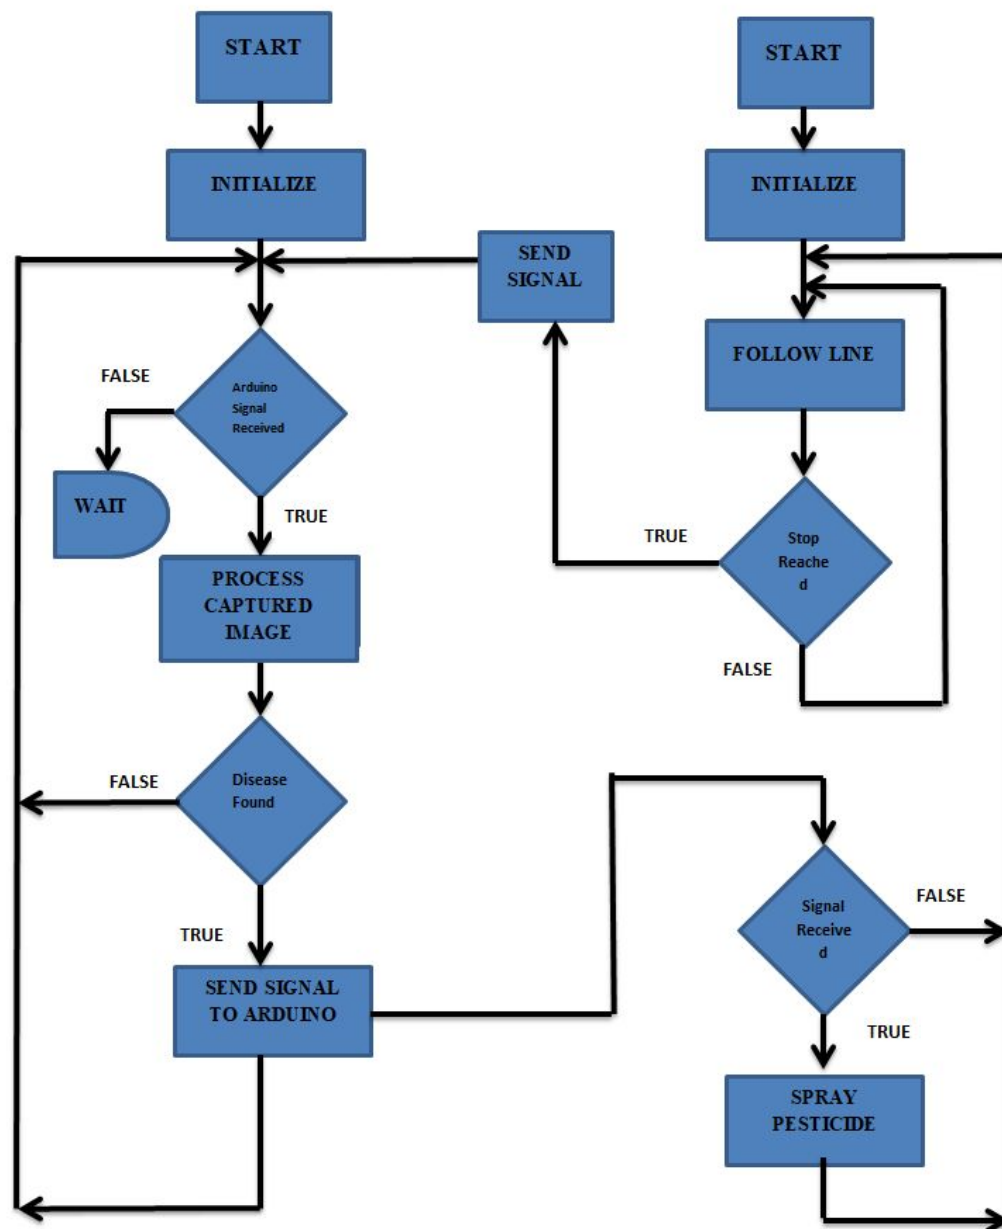 START
INITIALIZE
Arduino
Signal
Received
FALSE
WAIT
TRUE
PROCESS
CAPTURED
IMAGE
Disease
Found
FALSE
TRUE
SEND SIGNAL
TO ARDUINO
SEND
SIGNAL
START
INITIALIZE
FOLLOW LINE
Stop
Reache
d
TRUE
FALSE
Signal
Receive
d
FALSE
TRUE
SPRAY
PESTICIDE